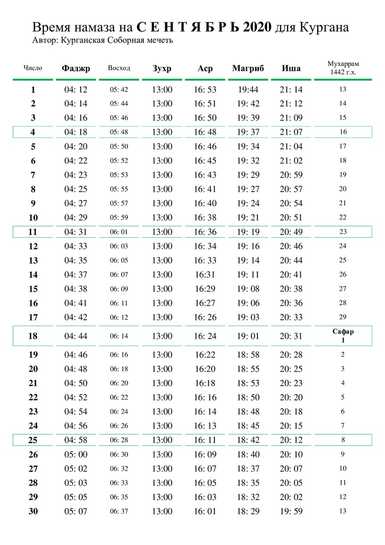 Время намаза на С Е Н Т Я Б Р Ь 2020 для Кургана
Автор: Курганская Соборная мечеть
Число Фаджр Восход Зухр Аср Магриб Иша Мухаррам 1442 г.х.
1 04: 12 05: 42 13:00 16: 53 19:44 21: 14 13
2 04: 14 05: 44 13:00 16: 51 19: 42 21: 12 14
3 04: 16 05: 46 13:00 16: 50 19: 39 21: 09 15
4 04: 18 05: 48 13:00 16: 48 19: 37 21: 07 16
5 04: 20 05: 50 13:00 16: 46 19: 34 21: 04 17
6 04: 22 05: 52 13:00 16: 45 19: 32 21: 02 18
7 04: 23 05: 53 13:00 16: 43 19: 29 20: 59 19
8 04: 25 05: 55 13:00 16: 41 19: 27 20: 57 20
9 04: 27 05: 57 13:00 16: 40 19: 24 20: 54 21
10 04: 29 05: 59 13:00 16: 38 19: 21 20: 51 22
11 04: 31 06: 01 13:00 16: 36 19: 19 20: 49 23
12 04: 33 06: 03 13:00 16: 34 19: 16 20: 46 24
13 04: 35 06: 05 13:00 16: 33 19: 14 20: 44 25
14 04: 37 06: 07 13:00 16:31 19: 11 20: 41 26
15 04: 38 06: 09 13:00 16:29 19: 08 20: 38 27
16 04: 41 06: 11 13:00 16:27 19: 06 20: 36 28
17 04: 42 06: 12 13:00 16: 26 19: 03 20: 33 29
18 04: 44 06: 14 13:00 16: 24 19: 01 20: 31 Сафар 1
19 04: 46 06: 16 13:00 16:22 18: 58 20: 28 2
20 04: 48 06: 18 13:00 16:20 18: 55 20: 25 3
21 04: 50 06: 20 13:00 16:18 18: 53 20: 23 4
22 04: 52 06: 22 13:00 16: 16 18: 50 20: 20 5
23 04: 54 06: 24 13:00 16: 14 18: 48 20: 18 6
24 04: 56 06: 26 13:00 16: 13 18: 45 20: 15 7
25 04: 58 06: 28 13:00 16: 11 18: 42 20: 12 8
26 05: 00 06: 30 13:00 16: 09 18: 40 20: 10 9
27 05: 02 06: 32 13:00 16: 07 18: 37 20: 07 10
28 05: 03 06: 33 13:00 16: 05 18: 35 20: 05 11
29 05: 05 06: 35 13:00 16: 03 18: 32 20: 02 12
30 05: 07 06: 37 13:00 16: 01 18: 29 19: 59 13